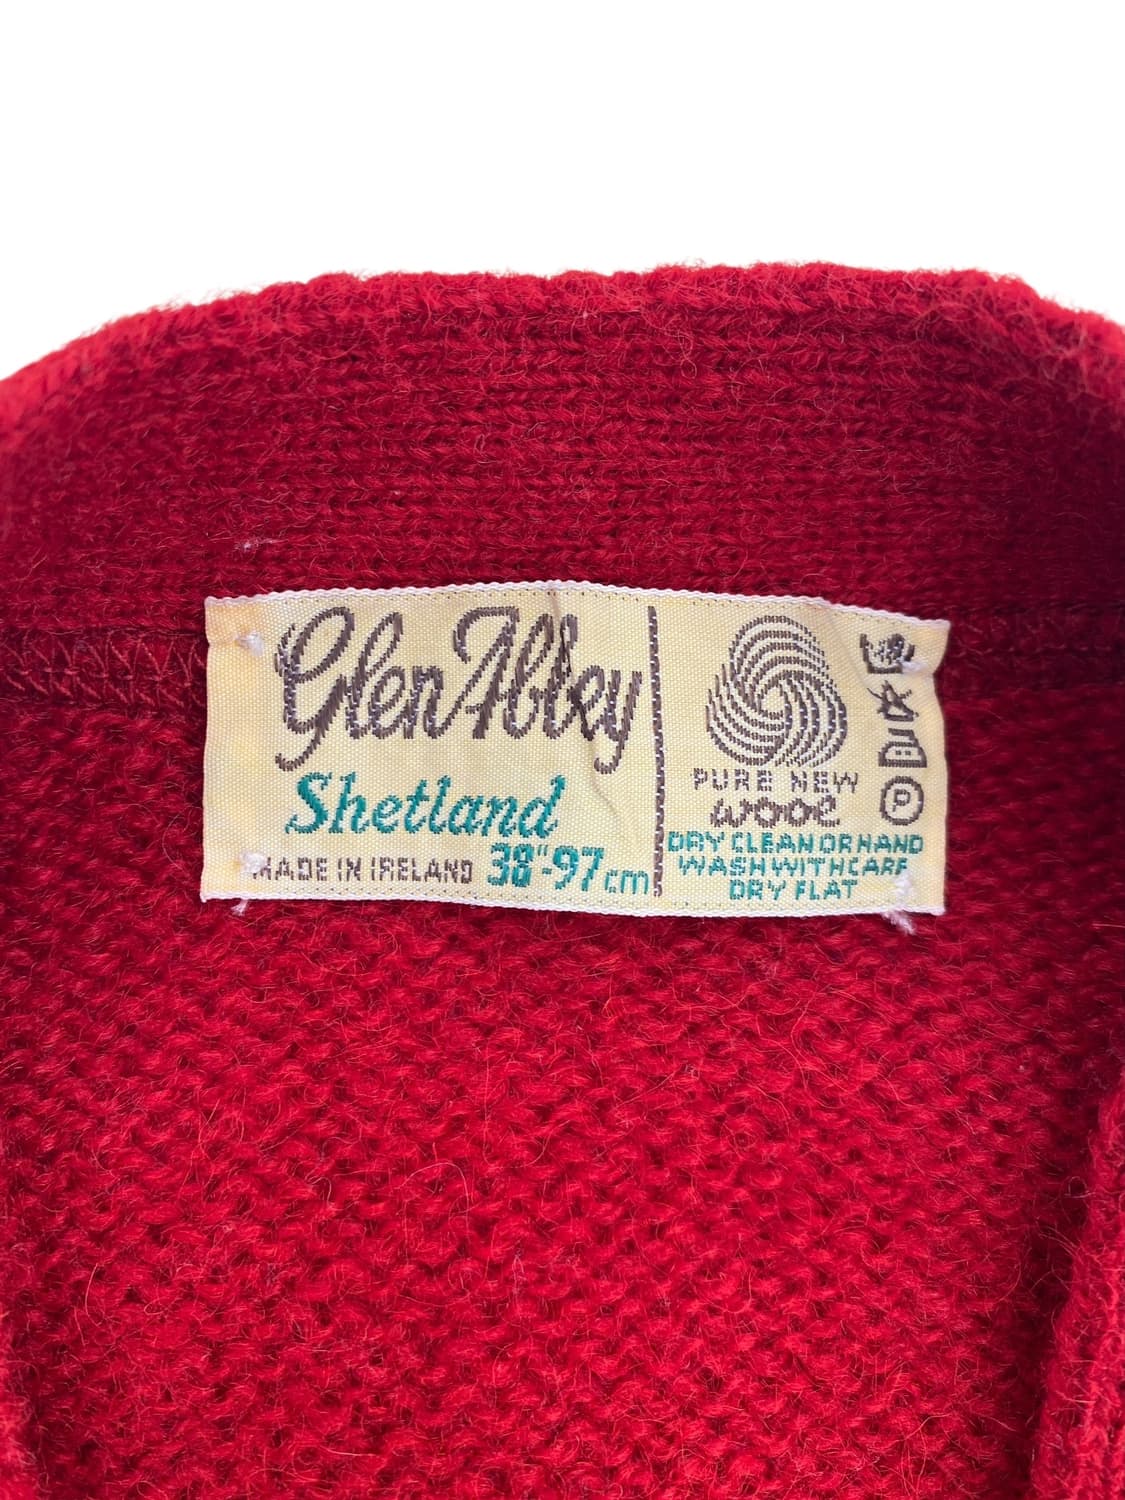 Glen Abbey
Shetland
MADE IN IRELAND 38"-97cm
PURE NEW
WOOL
DRY CLEAN OR HAND
WASH WITH CARE
DRY FLAT
P